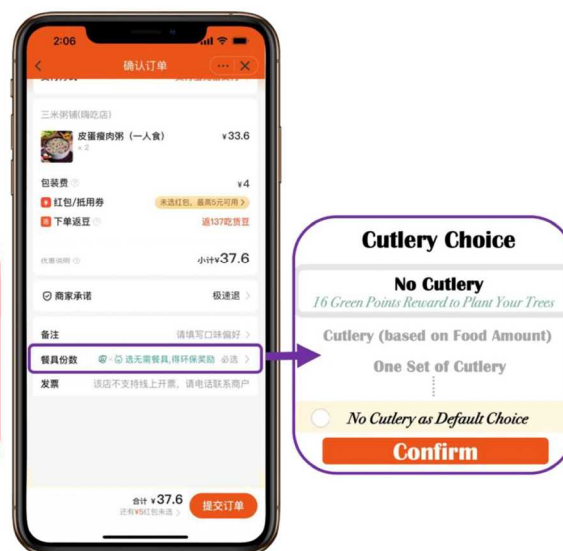 2:06
确认订单
三米粥铺(嗨吃店)
皮蛋瘦肉粥（一人食） ¥33.6
× 2
包装费 ¥4
红包/抵用券 未选红包，最高5元可用 >
下单返豆 返137吃货豆
优惠说明 小计¥37.6
商家承诺 极速退 >
备注 请填写口味偏好 >
餐具份数 选无需餐具,得环保奖励 必选 >
发票 该店不支持线上开票，请电话联系商户
合计 ¥37.6
还有¥5红包未选 >
提交订单
Cutlery Choice
No Cutlery
16 Green Points Reward to Plant Your Trees
Cutlery (based on Food Amount)
One Set of Cutlery
No Cutlery as Default Choice
Confirm